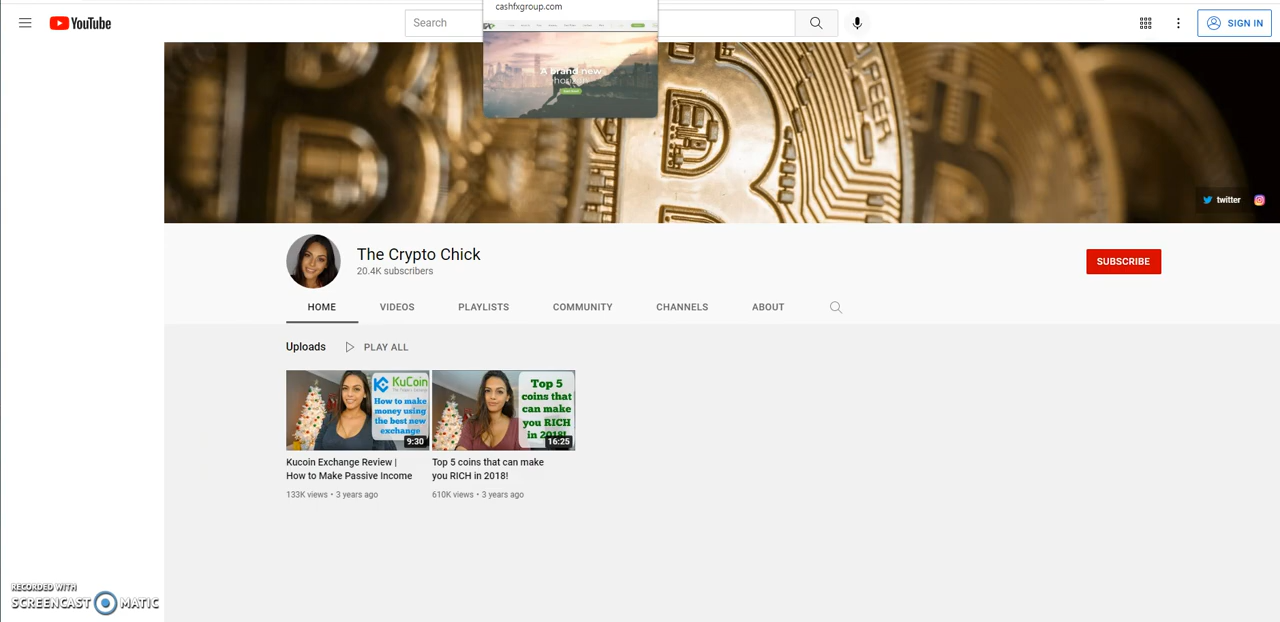 cashfxgroup.com
YouTube
Search
SIGN IN
A brand new
horizon
twitter
The Crypto Chick
20.4K subscribers
SUBSCRIBE
HOME VIDEOS PLAYLISTS COMMUNITY CHANNELS ABOUT
Uploads PLAY ALL
KuCoin
How to make
money using
the best new
exchange
9:30
Top 5
coins that
can make
you RICH
in 2018!
16:25
Kucoin Exchange Review |
How to Make Passive Income
133K views • 3 years ago
Top 5 coins that can make
you RICH in 2018!
610K views • 3 years ago
RECORDED WITH
SCREENCAST MATIC